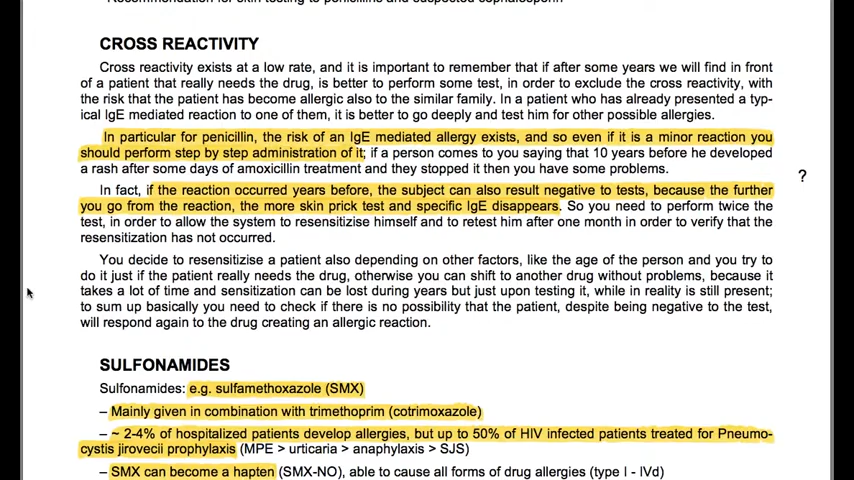 Recommendation for skin testing to penicillins and suspected cephalosporin
CROSS REACTIVITY
Cross reactivity exists at a low rate, and it is important to remember that if after some years we will find in front
of a patient that really needs the drug, is better to perform some test, in order to exclude the cross reactivity, with
the risk that the patient has become allergic also to the similar family. In a patient who has already presented a typ-
ical IgE mediated reaction to one of them, it is better to go deeply and test him for other possible allergies.
In particular for penicillin, the risk of an IgE mediated allergy exists, and so even if it is a minor reaction you
should perform step by step administration of it; if a person comes to you saying that 10 years before he developed
a rash after some days of amoxicillin treatment and they stopped it then you have some problems.
?
In fact, if the reaction occurred years before, the subject can also result negative to tests, because the further
you go from the reaction, the more skin prick test and specific IgE disappears. So you need to perform twice the
test, in order to allow the system to resensitizise himself and to retest him after one month in order to verify that the
resensitization has not occurred.
You decide to resensitizise a patient also depending on other factors, like the age of the person and you try to
do it just if the patient really needs the drug, otherwise you can shift to another drug without problems, because it
takes a lot of time and sensitization can be lost during years but just upon testing it, while in reality is still present;
to sum up basically you need to check if there is no possibility that the patient, despite being negative to the test,
will respond again to the drug creating an allergic reaction.
SULFONAMIDES
Sulfonamides: e.g. sulfamethoxazole (SMX)
– Mainly given in combination with trimethoprim (cotrimoxazole)
– ~ 2-4% of hospitalized patients develop allergies, but up to 50% of HIV infected patients treated for Pneumo-
cystis jirovecii prophylaxis (MPE > urticaria > anaphylaxis > SJS)
– SMX can become a hapten (SMX-NO), able to cause all forms of drug allergies (type I - IVd)